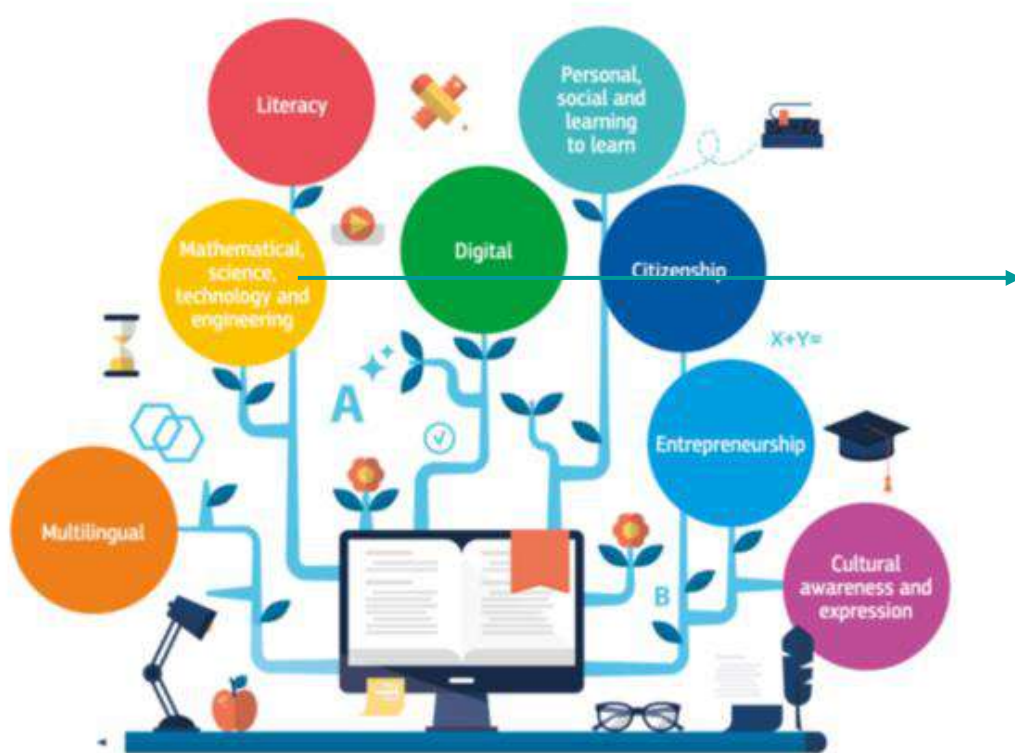 Literacy
Personal,
social and
learning
to learn
Mathematical,
science,
technology and
engineering
Digital
Citizenship
X+Y=
A
Entrepreneurship
Multilingual
Cultural
awareness and
expression
B